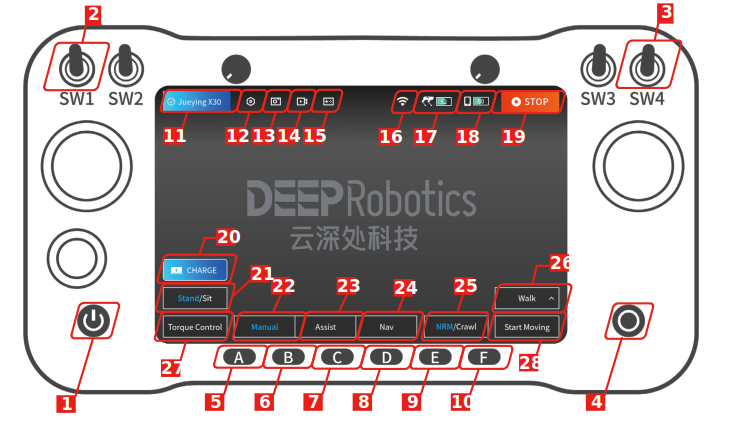 2
3
SW1 SW2
SW3 SW4
Jueying X30
92
50
STOP
11
12
13
14
15
16
17
18
19
DEEPRobotics
云深处科技
20
CHARGE
21
22
23
24
25
26
Stand/Sit
Walk
Torque Control
Manual
Assist
Nav
NRM/Crawl
Start Moving
27
28
A
B
C
D
E
F
1
5
6
7
8
9
10
4